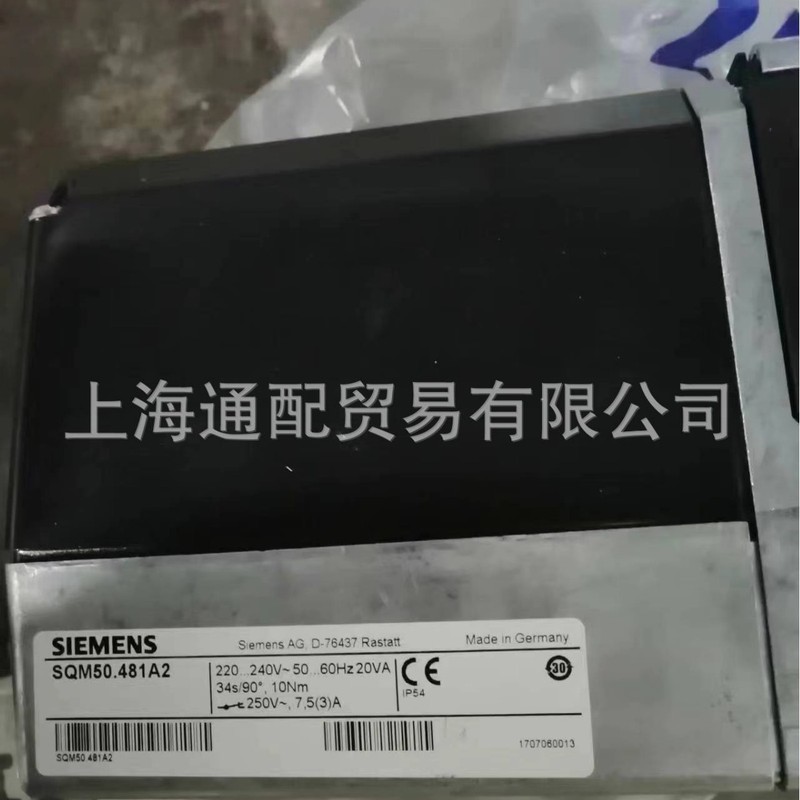 上海通配贸易有限公司
SIEMENS
Siemens AG, D-76437 Rastatt
Made in Germany
SQM50.481A2
220...240V~ 50...60Hz 20VA
34s/90°, 10Nm
250V~, 7,5(3)A
CE
IP54
30
SQM50.481A2
1707060013